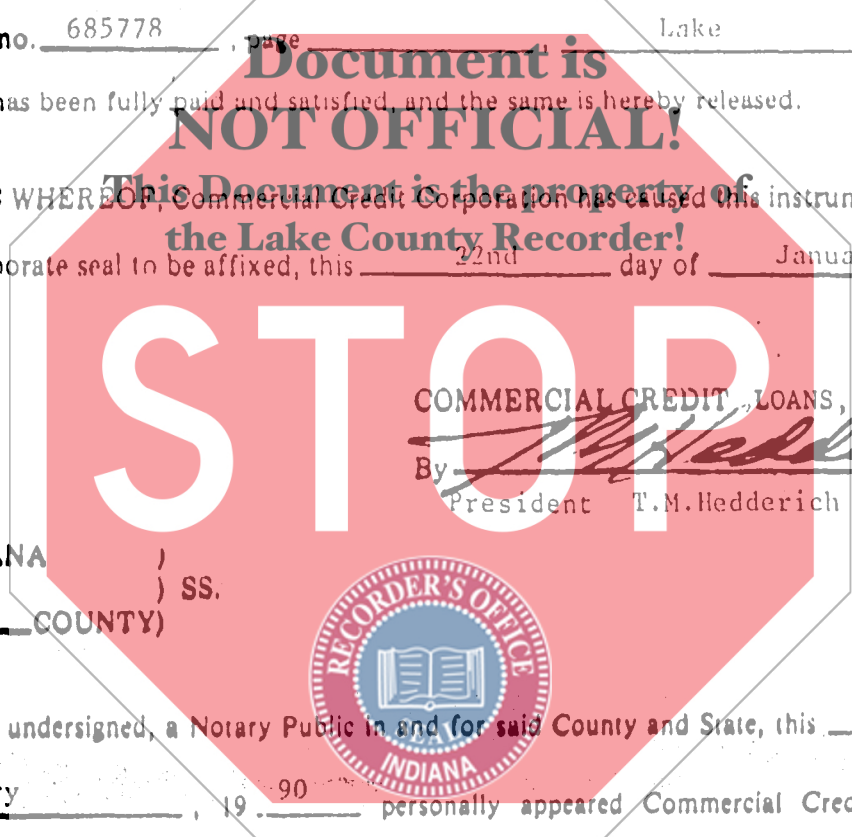 no. 685778 , page , Lake
Document is
has been fully paid and satisfied, and the same is hereby released.
NOT OFFICIAL!
This Document is the property of
WHEREOF, Commercial Credit Corporation has caused this instrun
the Lake County Recorder!
porate seal to be affixed, this 22nd day of Janua
STOP
COMMERCIAL CREDIT LOANS,
By
President T.M.Hedderich
NA )
) SS.
COUNTY)
RECORDER'S OFFICE
SEAL
INDIANA
undersigned, a Notary Public in and for said County and State, this
y , 19 90 personally appeared Commercial Cred